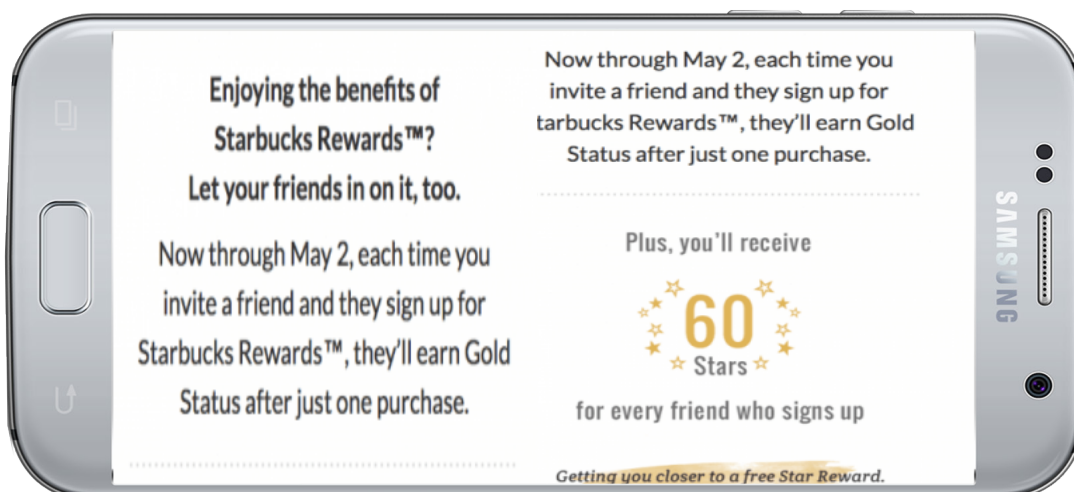 Enjoying the benefits of
Starbucks Rewards™?
Let your friends in on it, too.
Now through May 2, each time you
invite a friend and they sign up for
Starbucks Rewards™, they'll earn Gold
Status after just one purchase.
Now through May 2, each time you
invite a friend and they sign up for
tarbucks Rewards™, they'll earn Gold
Status after just one purchase.
Plus, you'll receive
60
Stars
for every friend who signs up
Getting you closer to a free Star Reward.
SAMSUNG